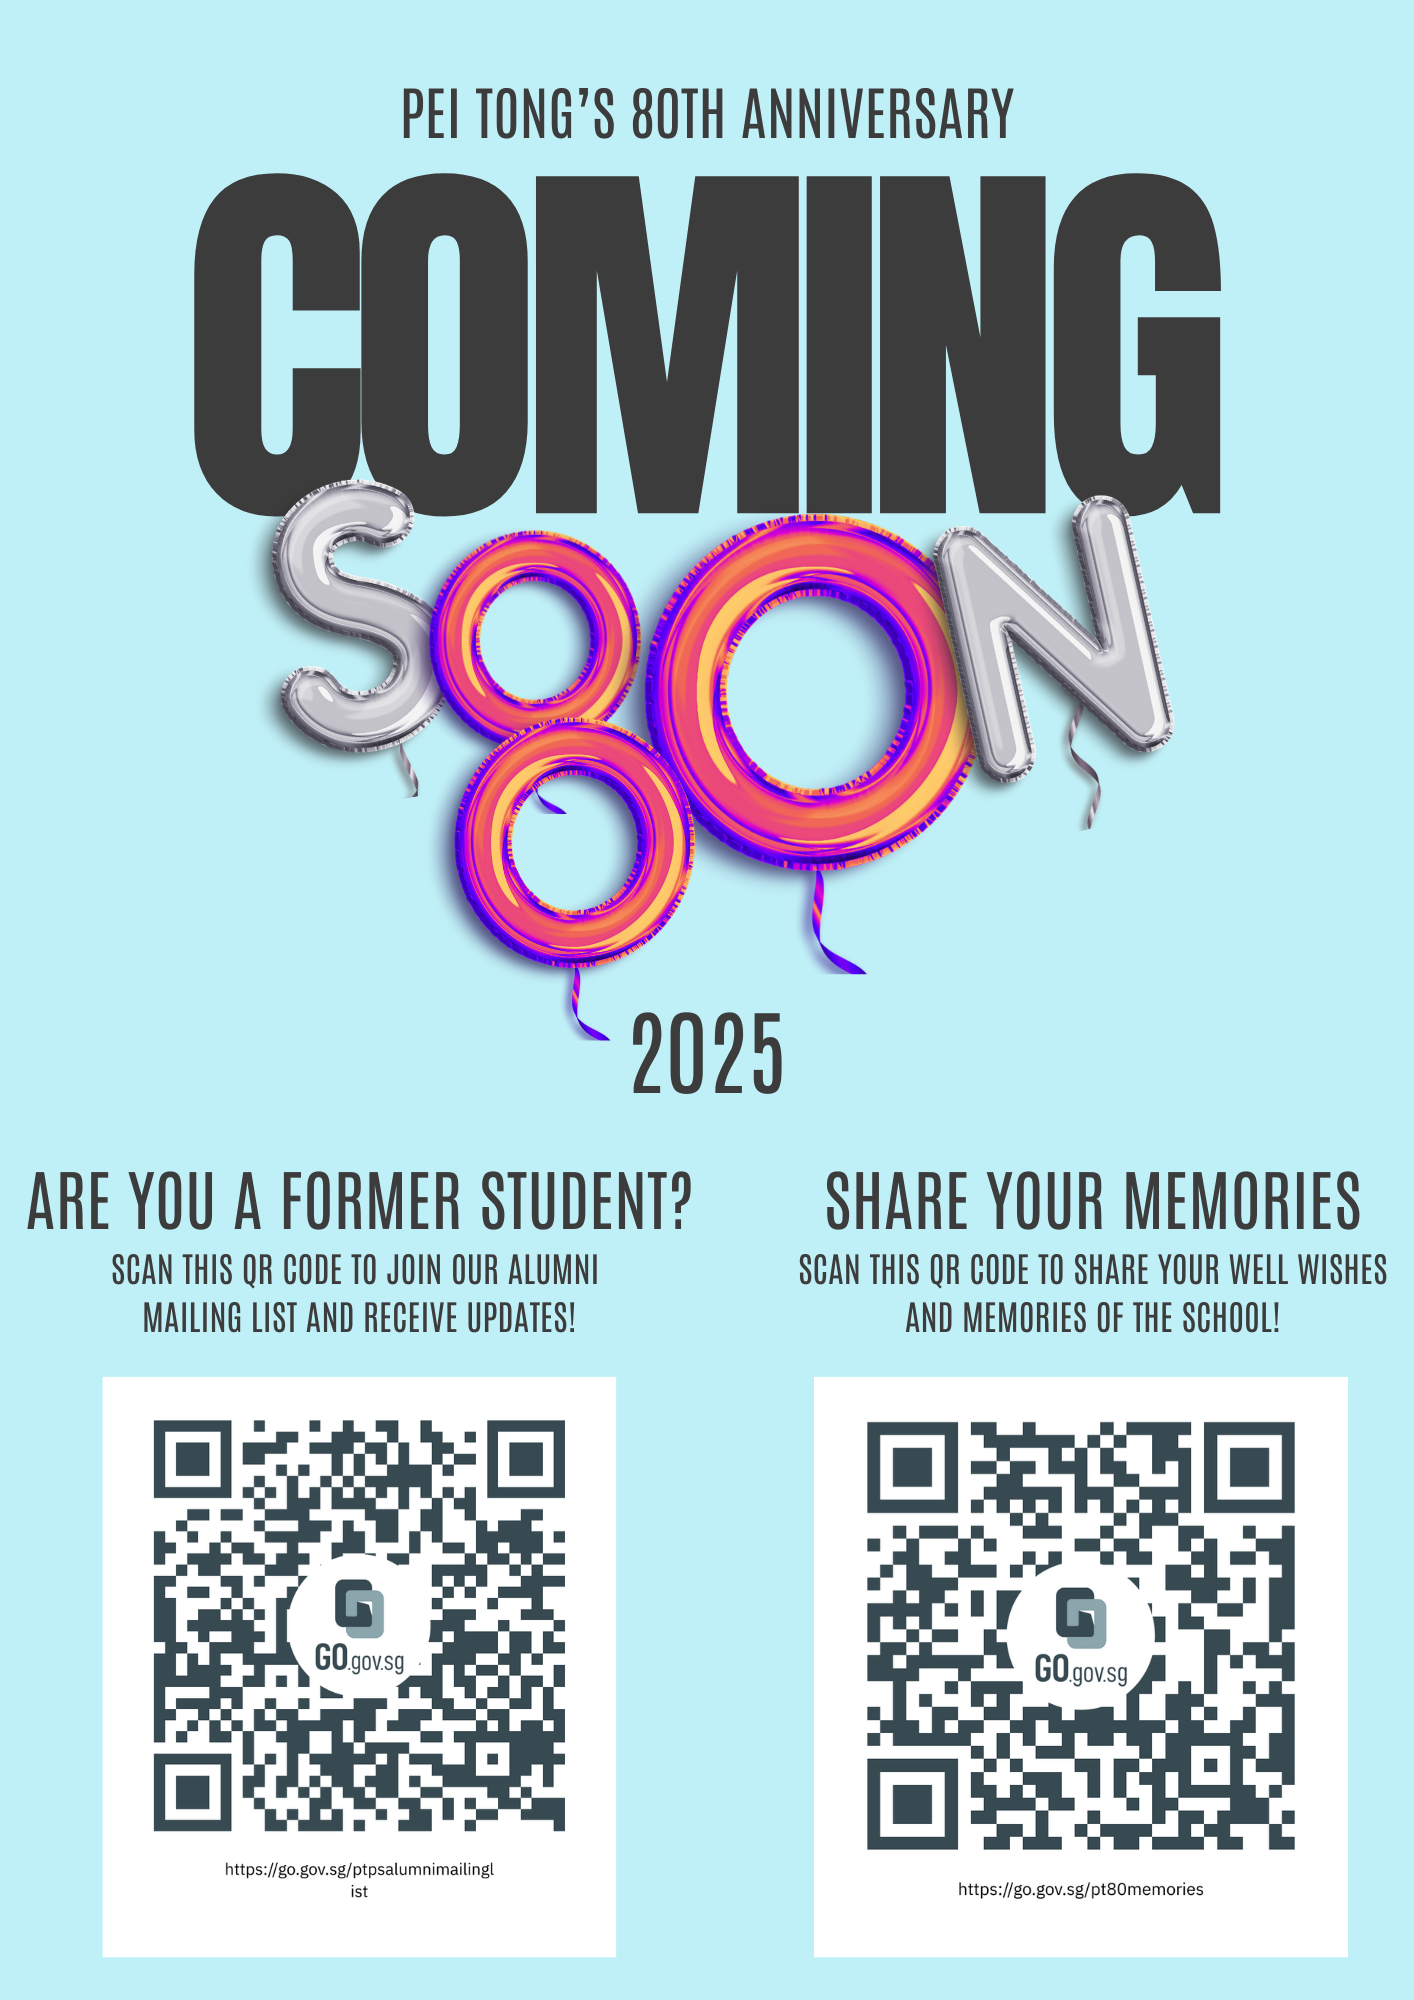 PEI TONG’S 80TH ANNIVERSARY
COMING
S80N
2025
ARE YOU A FORMER STUDENT?
SCAN THIS QR CODE TO JOIN OUR ALUMNI
MAILING LIST AND RECEIVE UPDATES!
GO.gov.sg
https://go.gov.sg/ptpsalumnimailingl
ist
SHARE YOUR MEMORIES
SCAN THIS QR CODE TO SHARE YOUR WELL WISHES
AND MEMORIES OF THE SCHOOL!
GO.gov.sg
https://go.gov.sg/pt80memories